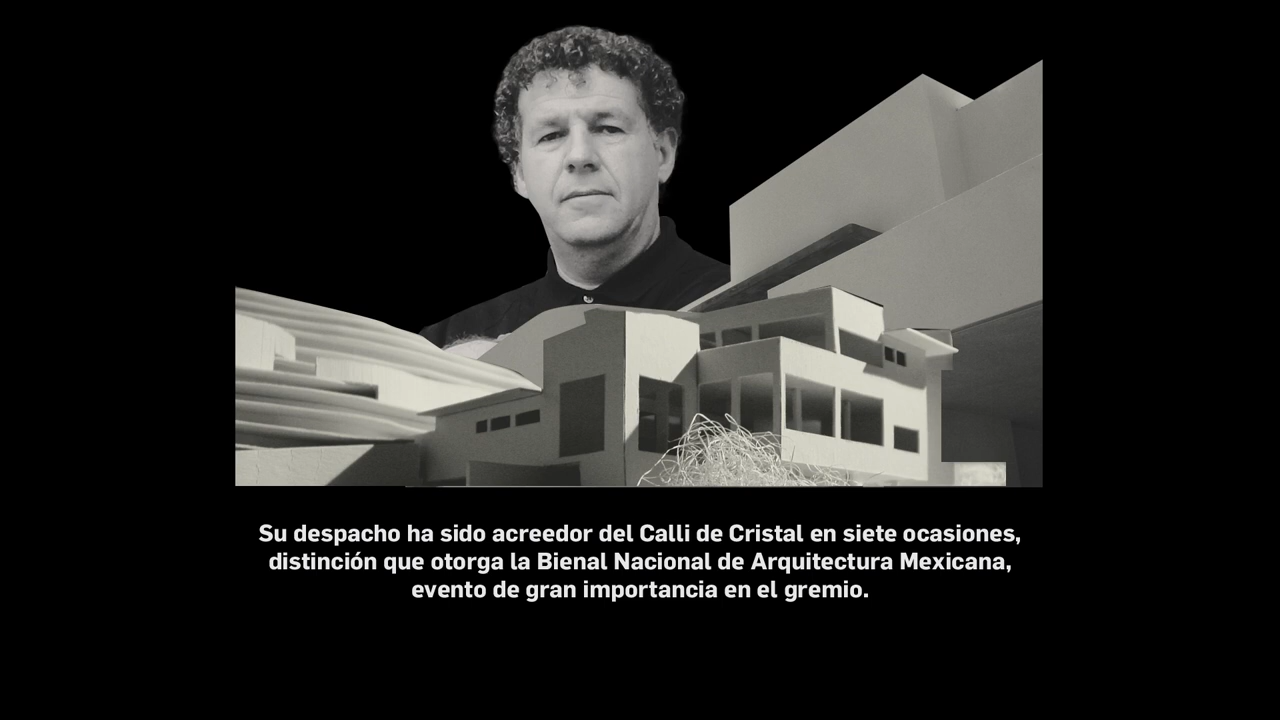 Su despacho ha sido acreedor del Calli de Cristal en siete ocasiones,
distinción que otorga la Bienal Nacional de Arquitectura Mexicana,
evento de gran importancia en el gremio.